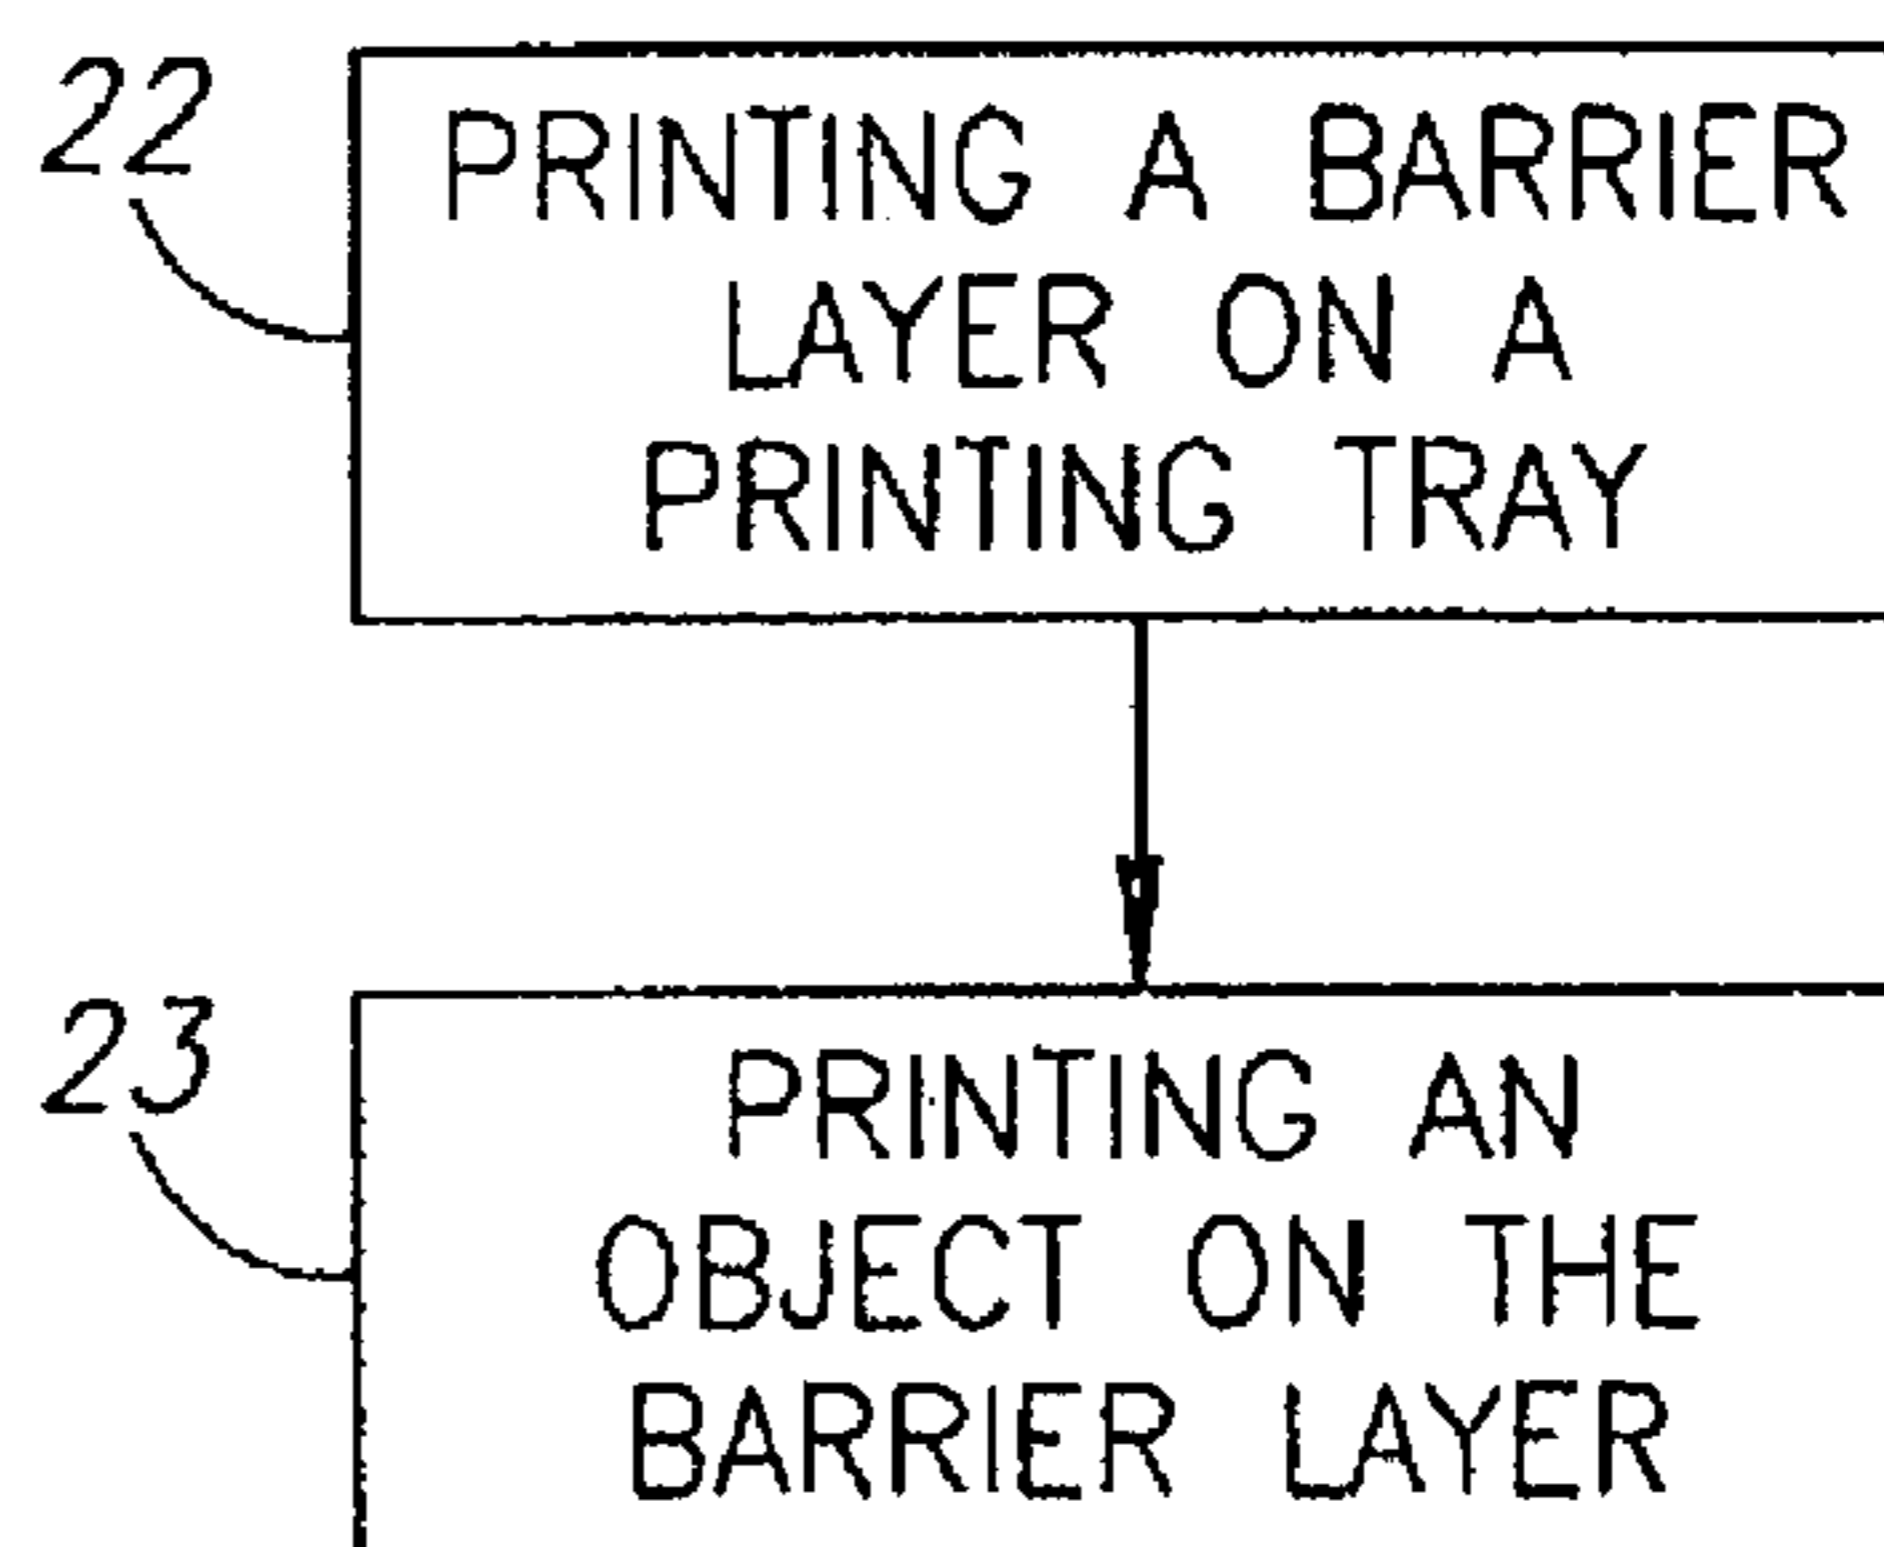 22
PRINTING A BARRIER
LAYER ON A
PRINTING TRAY
23
PRINTING AN
OBJECT ON THE
BARRIER LAYER